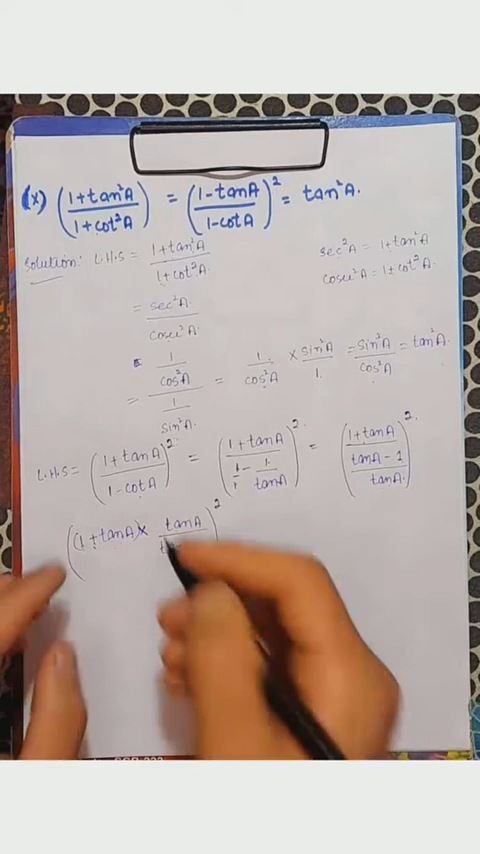 (x) (1+tan²A / 1+cot²A) = (1-tanA / 1-cotA)² = tan²A.
Solution: L.H.S = 1+tan²A / 1+cot²A. sec²A = 1+tan²A
cosec²A = 1+cot²A.
= sec²A / cosec²A.
= (1 / cos²A) / (1 / sin²A) = 1 / cos²A × sin²A / 1 = sin²A / cos²A = tan²A.
L.H.S = (1+tanA / 1-cotA)² = (1+tanA / (1/1 - 1/tanA))² = (1+tanA / (tanA-1 / tanA))².
((1+tanA) × tanA /)²